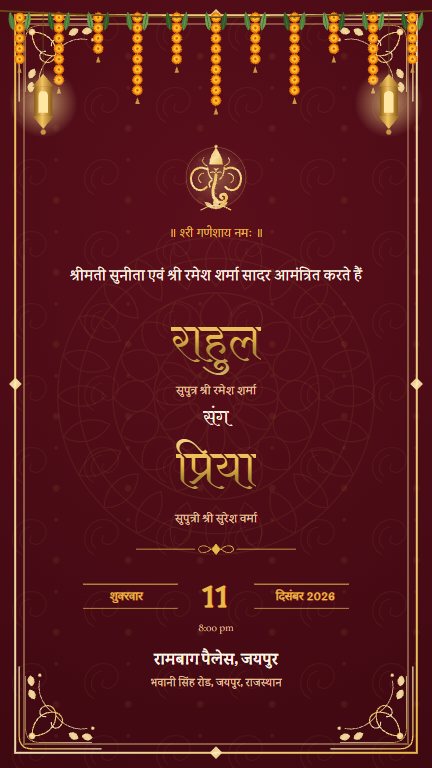 ॥ श्री गणेशाय नमः ॥
श्रीमती सुनीता एवं श्री रमेश शर्मा सादर आमंत्रित करते हैं
राहुल
सुपुत्र श्री रमेश शर्मा
संग
प्रिया
सुपुत्री श्री सुरेश वर्मा
शुक्रवार 11 दिसंबर 2026
8:00 pm
रामबाग पैलेस, जयपुर
भवानी सिंह रोड, जयपुर, राजस्थान